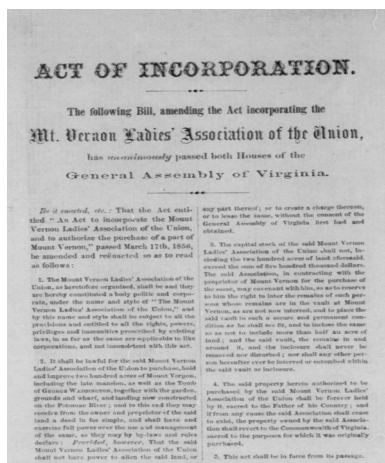 ACT OF INCORPORATION.
The following Bill, amending the Act incorporating the
Mt. Vernon Ladies' Association of the Union,
has unanimously passed both Houses of the
General Assembly of Virginia.
Be it enacted, etc.: That the Act enti-
tled "An Act to incorporate the Mount
Vernon Ladies' Association of the Union,
and to authorize the purchase of a part of
Mount Vernon," passed March 17th, 1856,
be amended and reënacted so as to read
as follows:
1. The Mount Vernon Ladies' Association of the
Union, as heretofore organized, shall be and they
are hereby constituted a body politic and corpo-
rate, under the name and style of "The Mount
Vernon Ladies' Association of the Union," and
by this name and style shall be subject to all the
provisions and entitled to all the rights, powers,
privileges and immunities prescribed by existing
laws, in so far as the same are applicable to like
corporations, and not inconsistent with this act.
2. It shall be lawful for the said Mount Vernon
Ladies' Association of the Union to purchase, hold
and improve two hundred acres of Mount Vernon,
including the late mansion, as well as the Tomb
of George Washington, together with the garden,
grounds and wharf, and landing now constructed
on the Potomac River; and to this end they may
receive from the owner and proprietor of the said
land a deed in fee simple, and shall have and
exercise full power over the use and management
of the same, as they may by by-laws and rules
declare: Provided, however, That the said
Mount Vernon Ladies' Association of the Union
shall not have power to alien the said land, or
any part thereof; or to create a charge thereon,
or to lease the same, without the consent of the
General Assembly of Virginia first had and
obtained.
3. The capital stock of the said Mount Vernon
Ladies' Association of the Union shall not, in-
cluding the two hundred acres of land aforesaid,
exceed the sum of five hundred thousand dollars.
The said Association, in contracting with the
proprietor of Mount Vernon for the purchase of
the same, may covenant with him, so as to reserve
to him the right to inter the remains of such per-
sons whose remains are in the vault at Mount
Vernon, as are not now interred, and to place the
said vault in such a secure and permanent con-
dition as he shall see fit, and to inclose the same
so as not to include more than half an acre of
land; and the said vault, the remains in and
around it, and the inclosure shall never be
removed nor disturbed; nor shall any other per-
son hereafter ever be interred or entombed within
the said vault or inclosure.
4. The said property herein authorized to be
purchased by the said Mount Vernon Ladies'
Association of the Union shall be forever held
by it, sacred to the Father of his Country; and
if from any cause the said Association shall cease
to exist, the property owned by the said Associa-
tion shall revert to the Commonwealth of Virginia,
sacred to the purposes for which it was originally
purchased.
5. This act shall be in force from its passage.